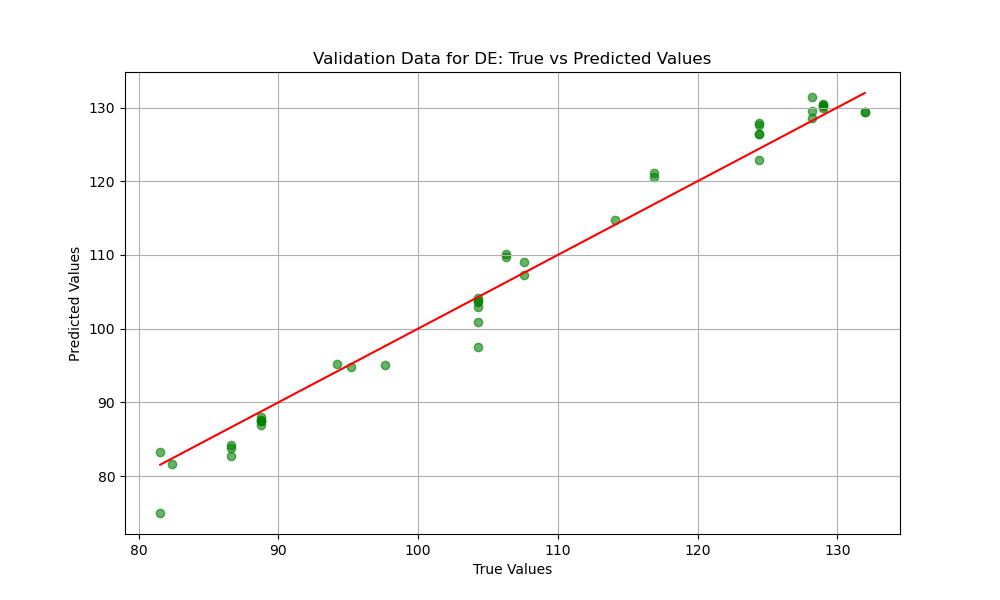 Validation Data for DE: True vs Predicted Values
130
120
110
100
90
80
Predicted Values
80 90 100 110 120 130
True Values